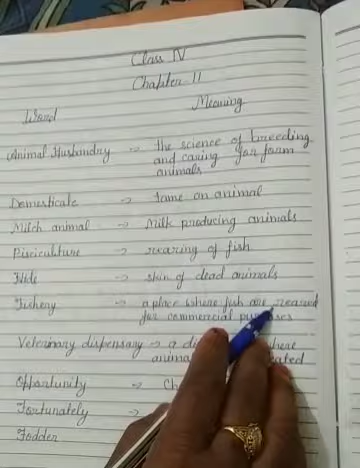 Class IV
Chapter 11
Word Meaning
Animal Husbandry → the science of breeding
and caring for farm
animals
Domesticate → tame an animal
Milch animal → Milk producing animals
Pisciculture → rearing of fish
Hide → skin of dead animals
Fishery → a place where fish are reared
for commercial purposes
Veterinary dispensary → a
Opportunity → Ch
Fortunately →
Fodder